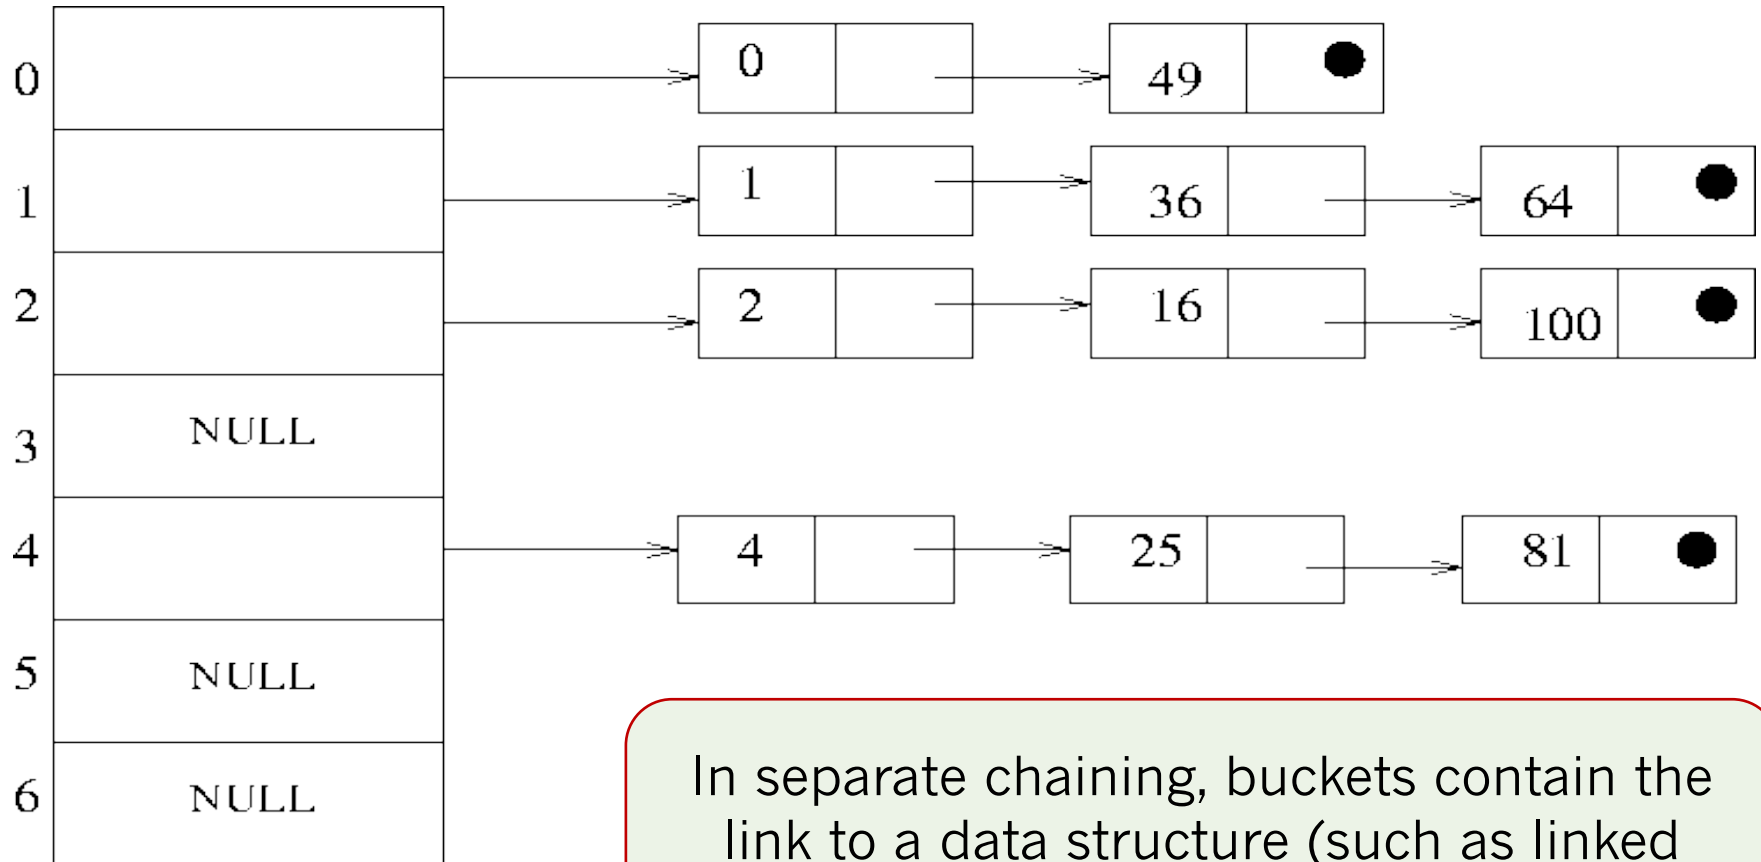 0 0 49
1 1 36 64
2 2 16 100
3 NULL
4 4 25 81
5 NULL
6 NULL
In separate chaining, buckets contain the
link to a data structure (such as linked